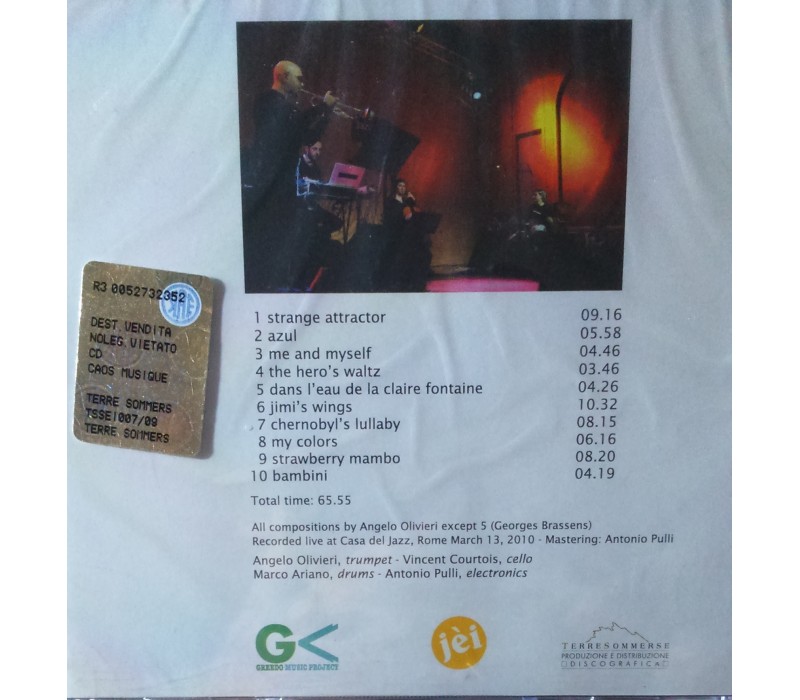 R3 0052732352
DEST.VENDITA
NOLEG.VIETATO
CD
CAOS MUSIQUE
TERRE SOMMERS
TSSEI007/09
TERRE SOMMERS
1 strange attractor 09.16
2 azul 05.58
3 me and myself 04.46
4 the hero's waltz 03.46
5 dans l'eau de la claire fontaine 04.26
6 jimi's wings 10.32
7 chernobyl's lullaby 08.15
8 my colors 06.16
9 strawberry mambo 08.20
10 bambini 04.19
Total time: 65.55
All compositions by Angelo Olivieri except 5 (Georges Brassens)
Recorded live at Casa del Jazz, Rome March 13, 2010 - Mastering: Antonio Pulli
Angelo Olivieri, trumpet - Vincent Courtois, cello
Marco Ariano, drums - Antonio Pulli, electronics
GREEDO MUSIC PROJECT
jèi
TERRESOMMERSE
PRODUZIONE E DISTRIBUZIONE
DISCOGRAFICA